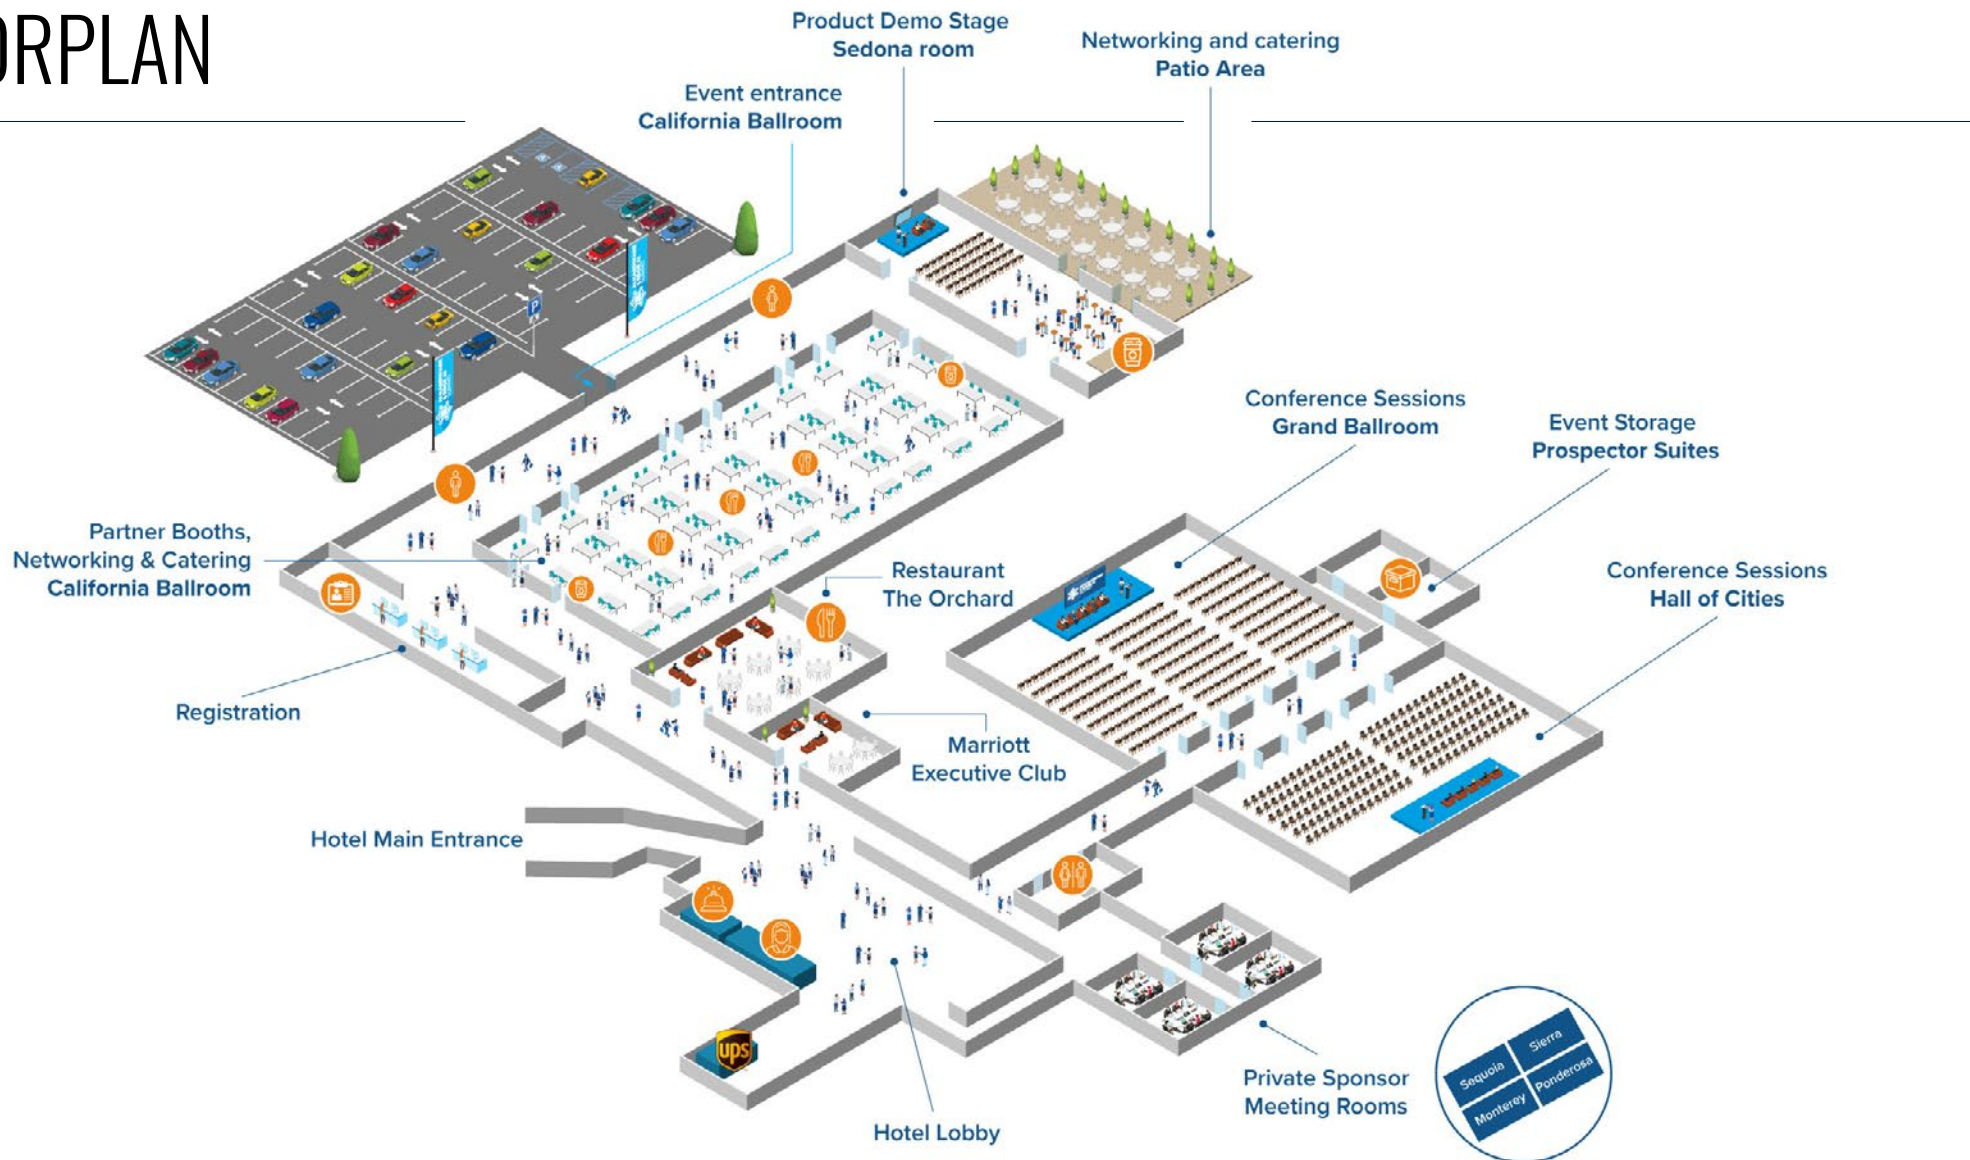 ORPLAN
Product Demo Stage
Sedona room
Networking and catering
Patio Area
Event entrance
California Ballroom
P
Conference Sessions
Grand Ballroom
Event Storage
Prospector Suites
Partner Booths,
Networking & Catering
California Ballroom
Restaurant
The Orchard
Conference Sessions
Hall of Cities
Registration
Marriott
Executive Club
Hotel Main Entrance
ups
Private Sponsor
Meeting Rooms
Sequoia
Sierra
Monterey
Ponderosa
Hotel Lobby